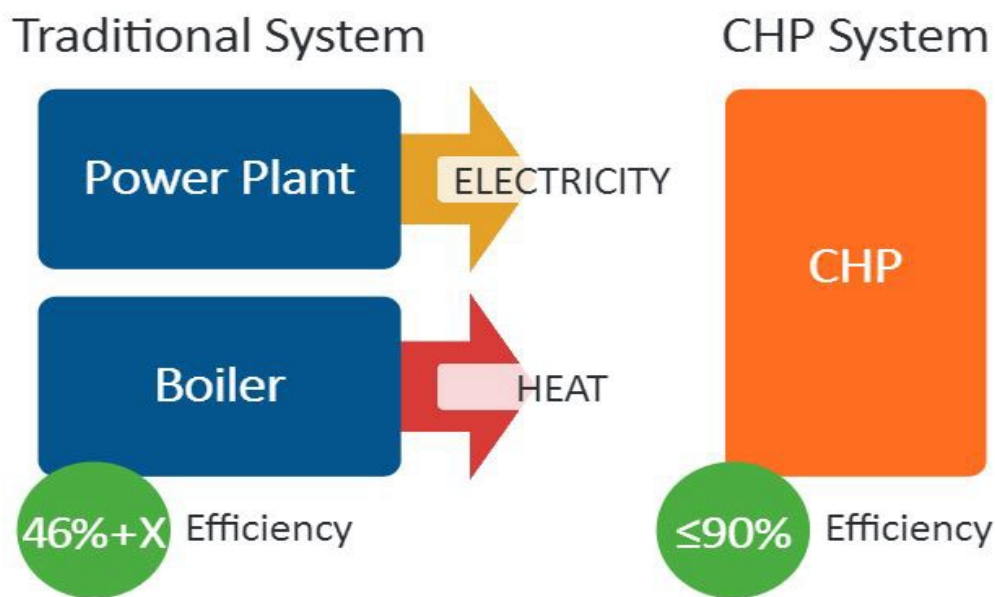 Traditional System
CHP System
Power Plant
ELECTRICITY
CHP
Boiler
HEAT
46%+X Efficiency
≤90% Efficiency